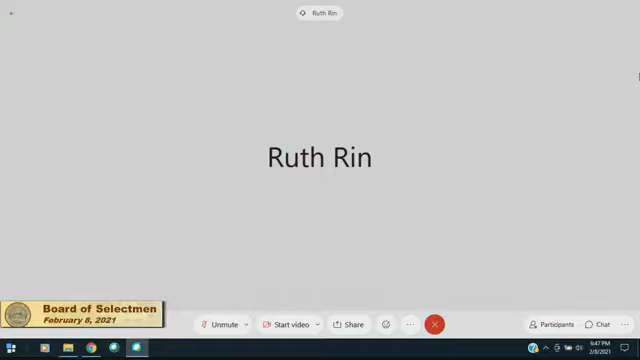 Ruth Rin
Ruth Rin
Board of Selectmen
February 8, 2021
Unmute
Start video
Share
Participants
Chat
6:47 PM
2/8/2021